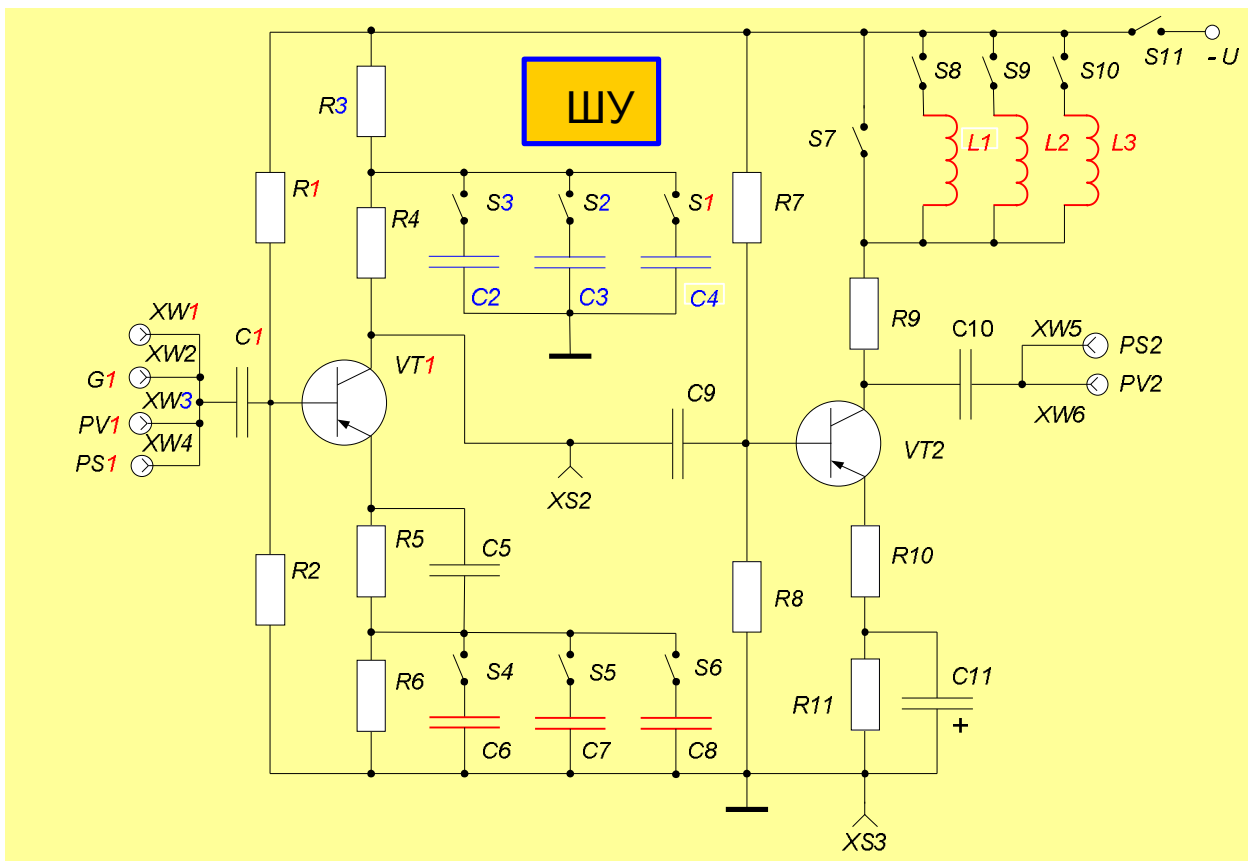 ШУ
S8
S9
S10
S11
- U
R3
S7
L1
L2
L3
R1
S3
S2
S1
R7
R4
C2
C3
C4
XW1
C1
XW2
G1
XW3
PV1
XW4
PS1
VT1
R9
C10
XW5
PS2
PV2
XW6
C9
VT2
XS2
R5
C5
R10
R2
R8
R6
S4
S5
S6
R11
C11
+
C6
C7
C8
XS3